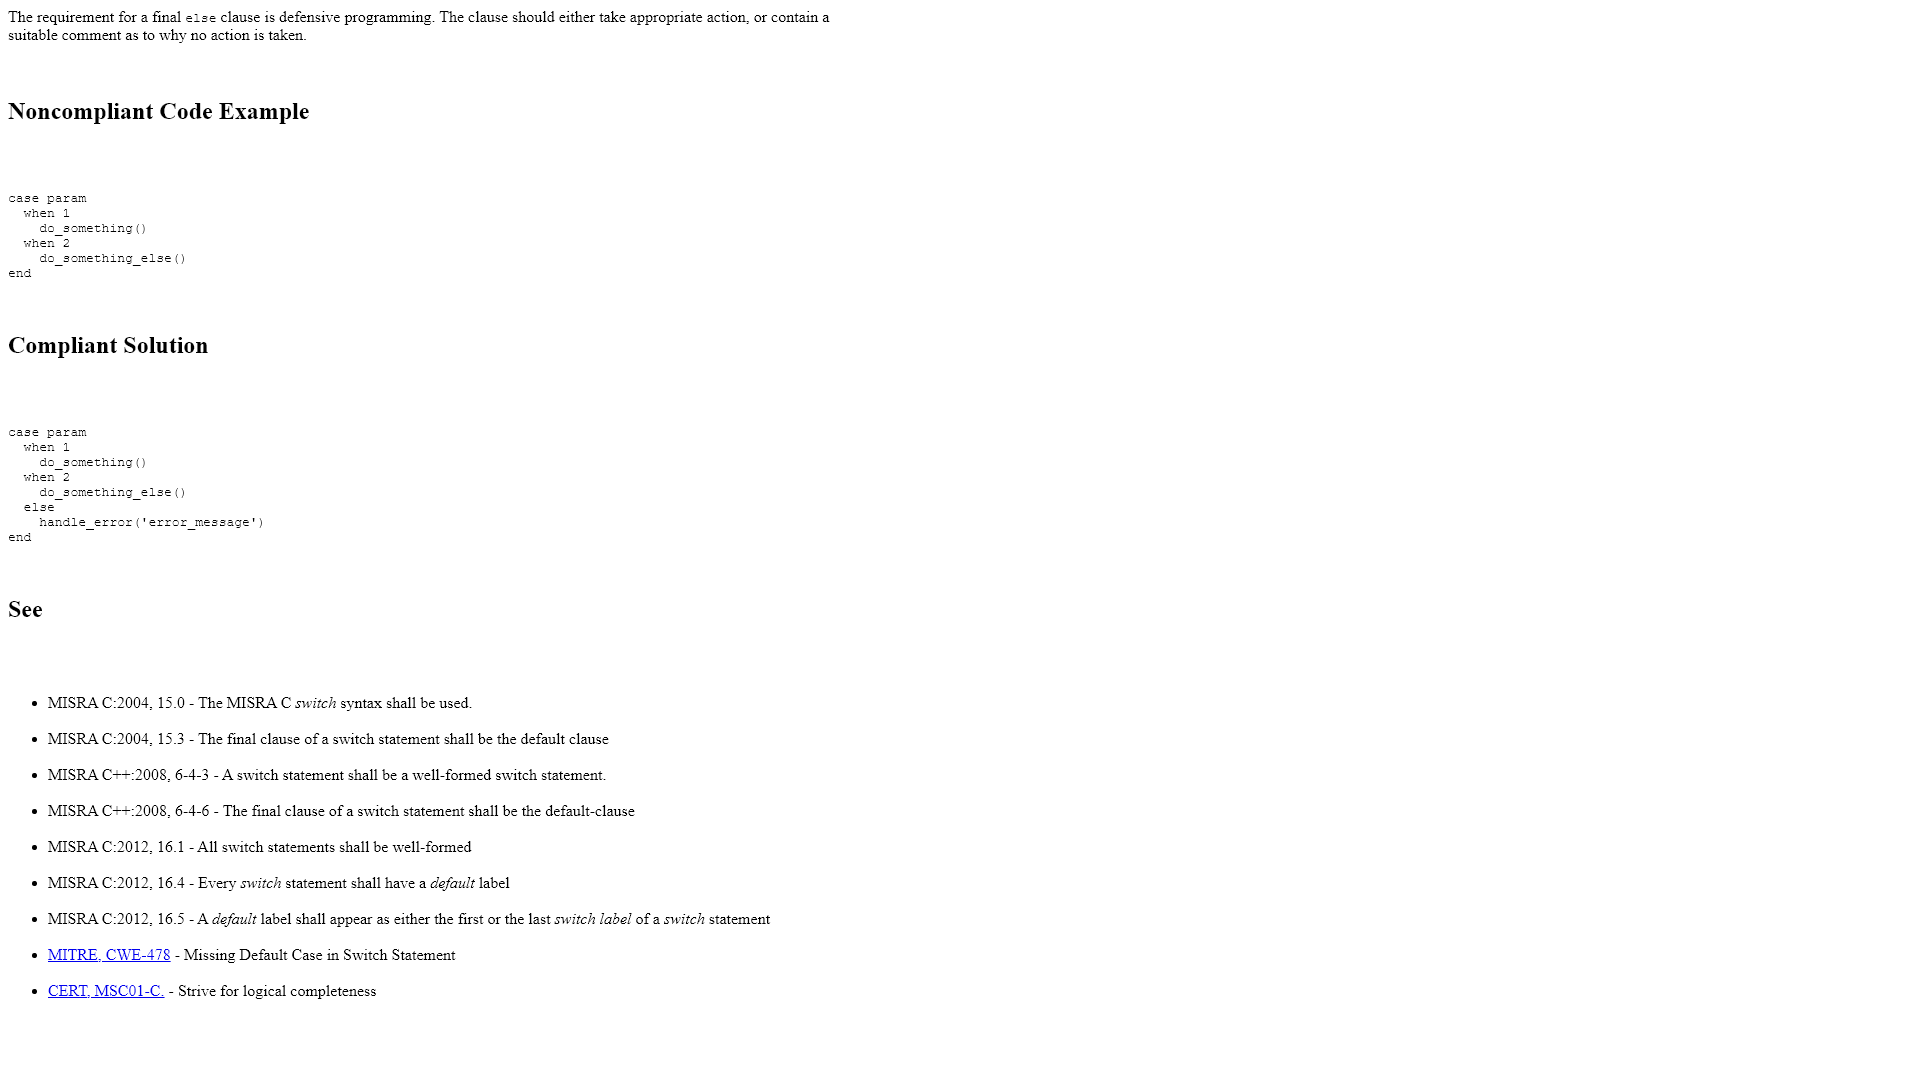 The requirement for a final else clause is defensive programming. The clause should either take appropriate action, or contain a
suitable comment as to why no action is taken.
Noncompliant Code Example
case param
  when 1
    do_something()
  when 2
    do_something_else()
end
Compliant Solution
case param
  when 1
    do_something()
  when 2
    do_something_else()
  else
    handle_error('error_message')
end
See
• MISRA C:2004, 15.0 - The MISRA C switch syntax shall be used.
• MISRA C:2004, 15.3 - The final clause of a switch statement shall be the default clause
• MISRA C++:2008, 6-4-3 - A switch statement shall be a well-formed switch statement.
• MISRA C++:2008, 6-4-6 - The final clause of a switch statement shall be the default-clause
• MISRA C:2012, 16.1 - All switch statements shall be well-formed
• MISRA C:2012, 16.4 - Every switch statement shall have a default label
• MISRA C:2012, 16.5 - A default label shall appear as either the first or the last switch label of a switch statement
• MITRE, CWE-478 - Missing Default Case in Switch Statement
• CERT, MSC01-C. - Strive for logical completeness